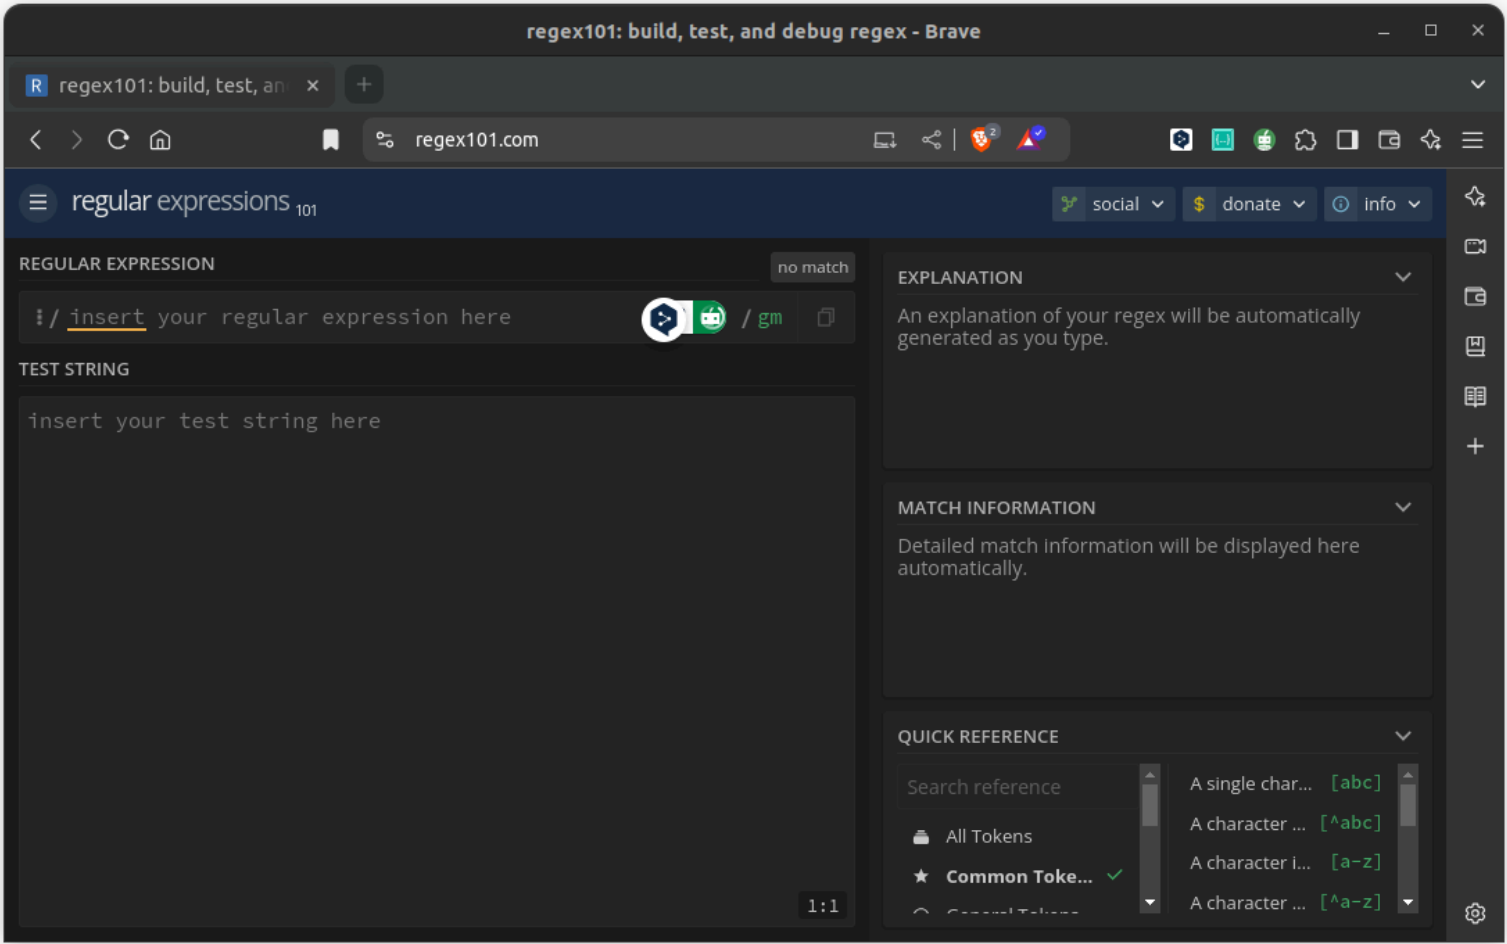 regex101: build, test, and debug regex - Brave
R regex101: build, test, an
regex101.com
2
regular expressions 101
social
$ donate
info
REGULAR EXPRESSION
no match
/ insert your regular expression here / gm
TEST STRING
insert your test string here
1:1
EXPLANATION
An explanation of your regex will be automatically
generated as you type.
MATCH INFORMATION
Detailed match information will be displayed here
automatically.
QUICK REFERENCE
Search reference
All Tokens
Common Toke...
General Tokens
A single char... [abc]
A character ... [^abc]
A character i... [a-z]
A character ... [^a-z]